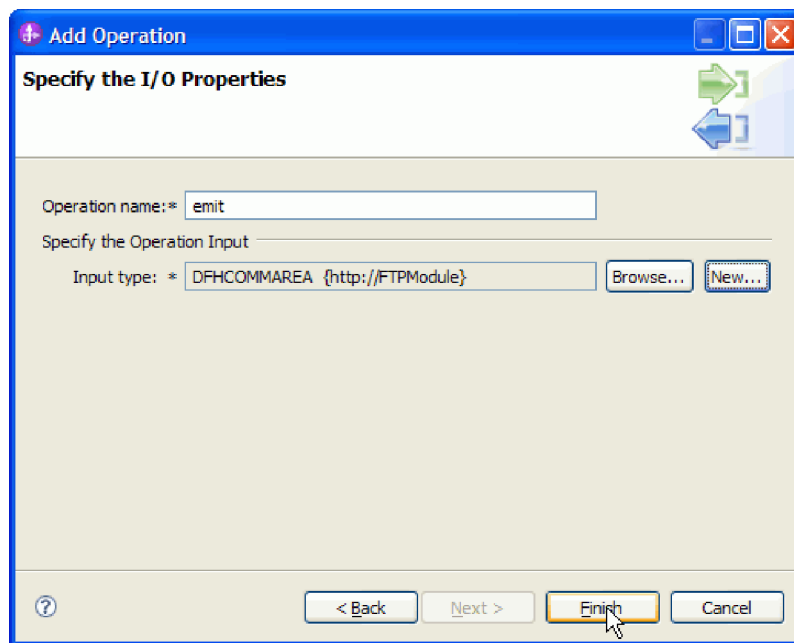 Add Operation
Specify the I/O Properties
Operation name:* emit
Specify the Operation Input
Input type: * DFHCOMMAREA {http://FTPModule} Browse... New...
? < Back Next > Finish Cancel